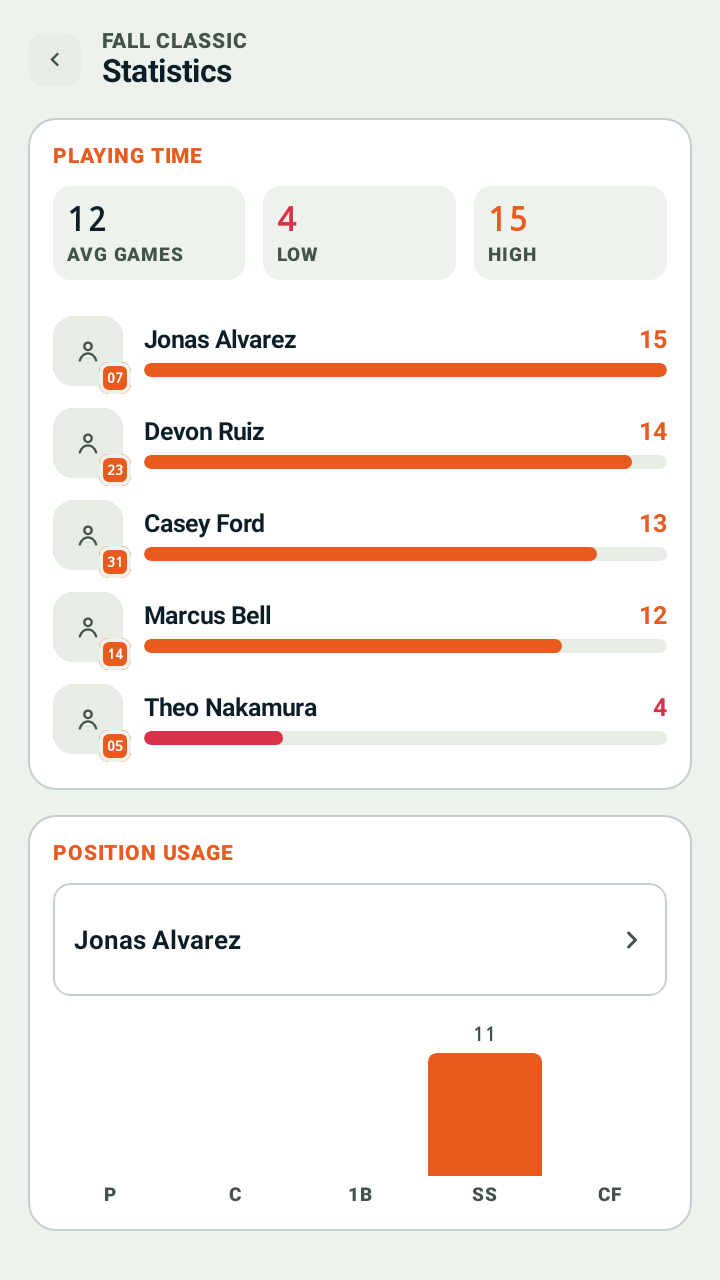 FALL CLASSIC
Statistics
PLAYING TIME
12
AVG GAMES
4
LOW
15
HIGH
Jonas Alvarez 15
07
Devon Ruiz 14
23
Casey Ford 13
31
Marcus Bell 12
14
Theo Nakamura 4
05
POSITION USAGE
Jonas Alvarez
11
P C 1B SS CF